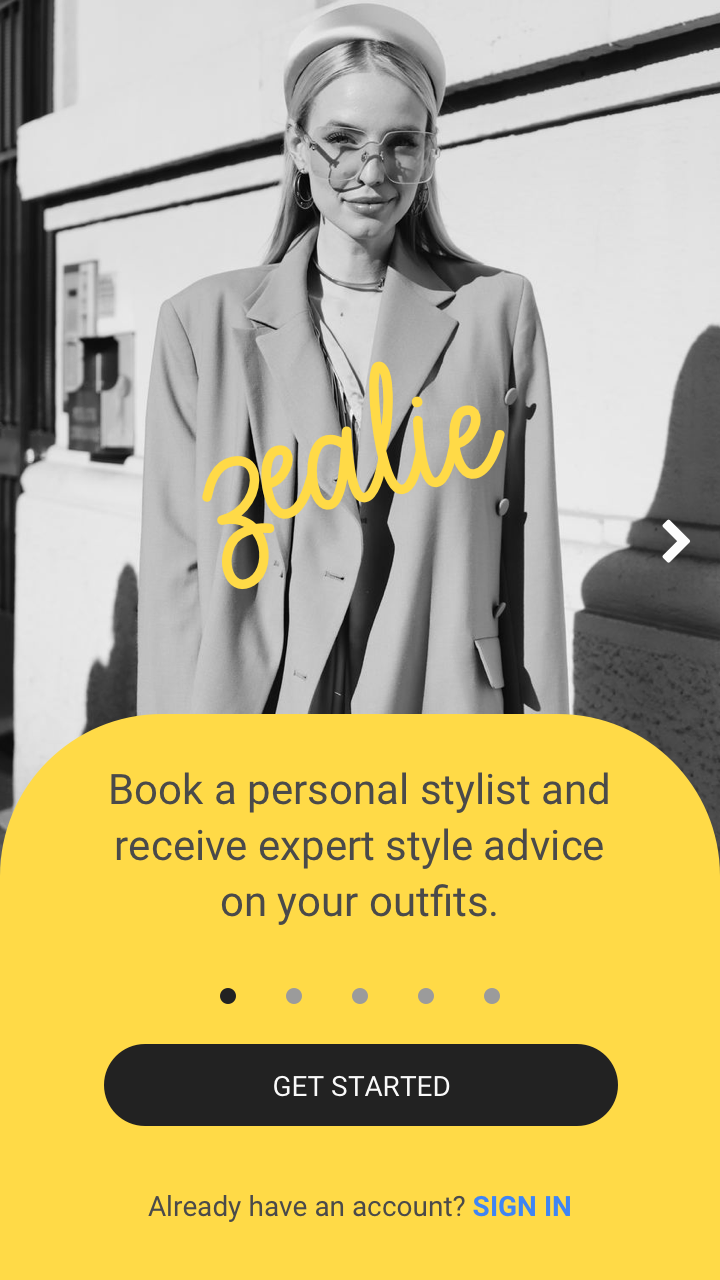 zealie
Book a personal stylist and
receive expert style advice
on your outfits.
GET STARTED
Already have an account? SIGN IN